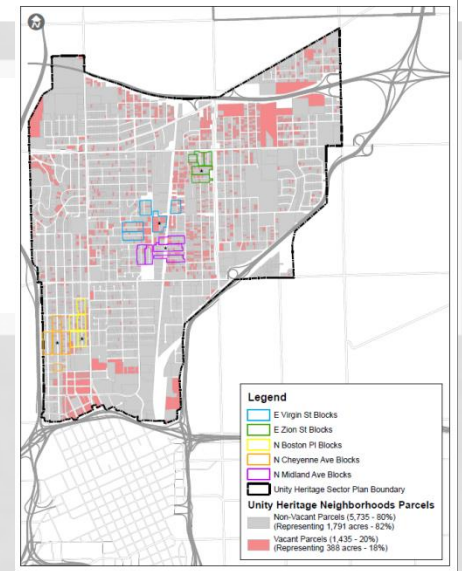 N
Legend
E Virgin St Blocks
E Zion St Blocks
N Boston Pl Blocks
N Cheyenne Ave Blocks
N Midland Ave Blocks
Unity Heritage Sector Plan Boundary
Unity Heritage Neighborhoods Parcels
Non-Vacant Parcels (5,735 - 80%)
(Representing 1,791 acres - 82%)
Vacant Parcels (1,435 - 20%)
(Representing 388 acres - 18%)